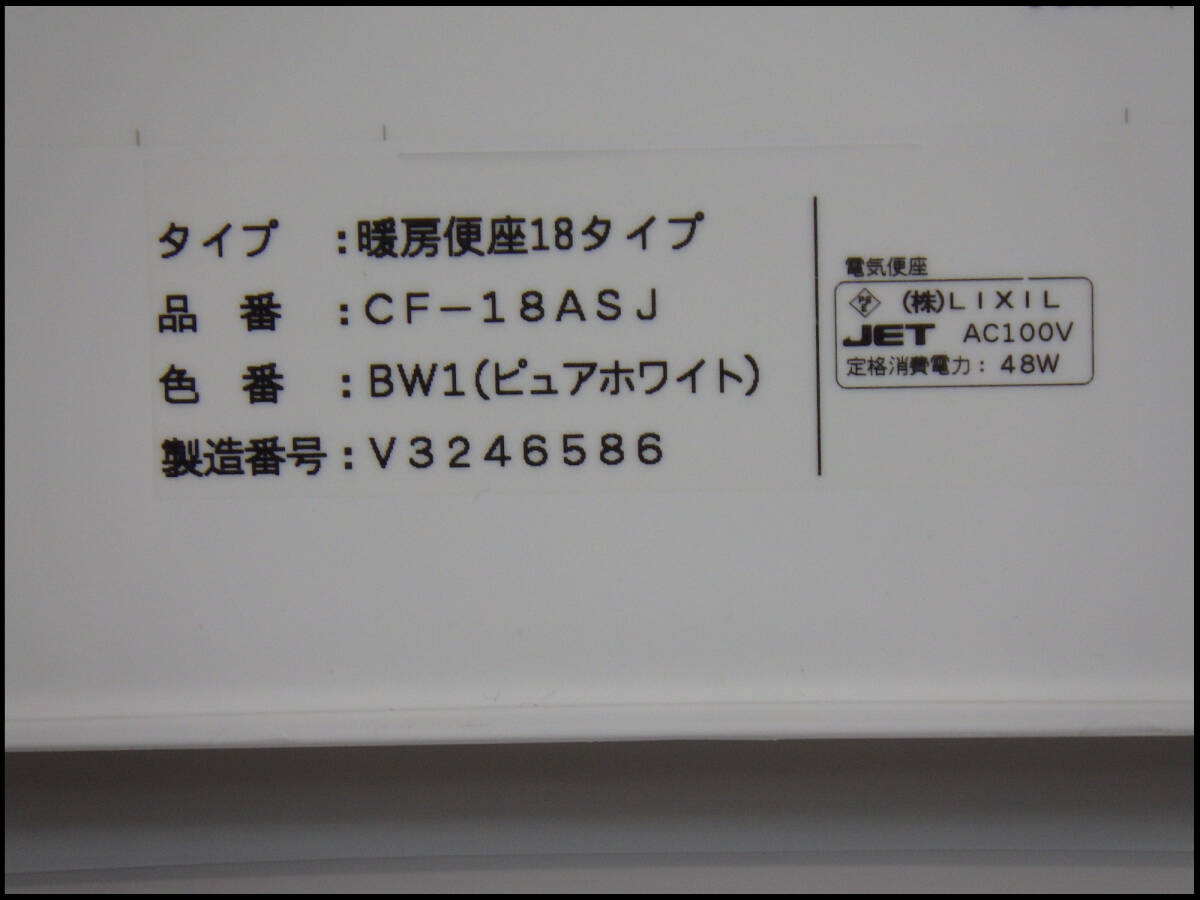 タイプ :暖房便座18タイプ
品番 :CF-18ASJ
色番 :BW1(ピュアホワイト)
製造番号:V3246586
電気便座
PSE (株)LIXIL
JET AC100V
定格消費電力:48W